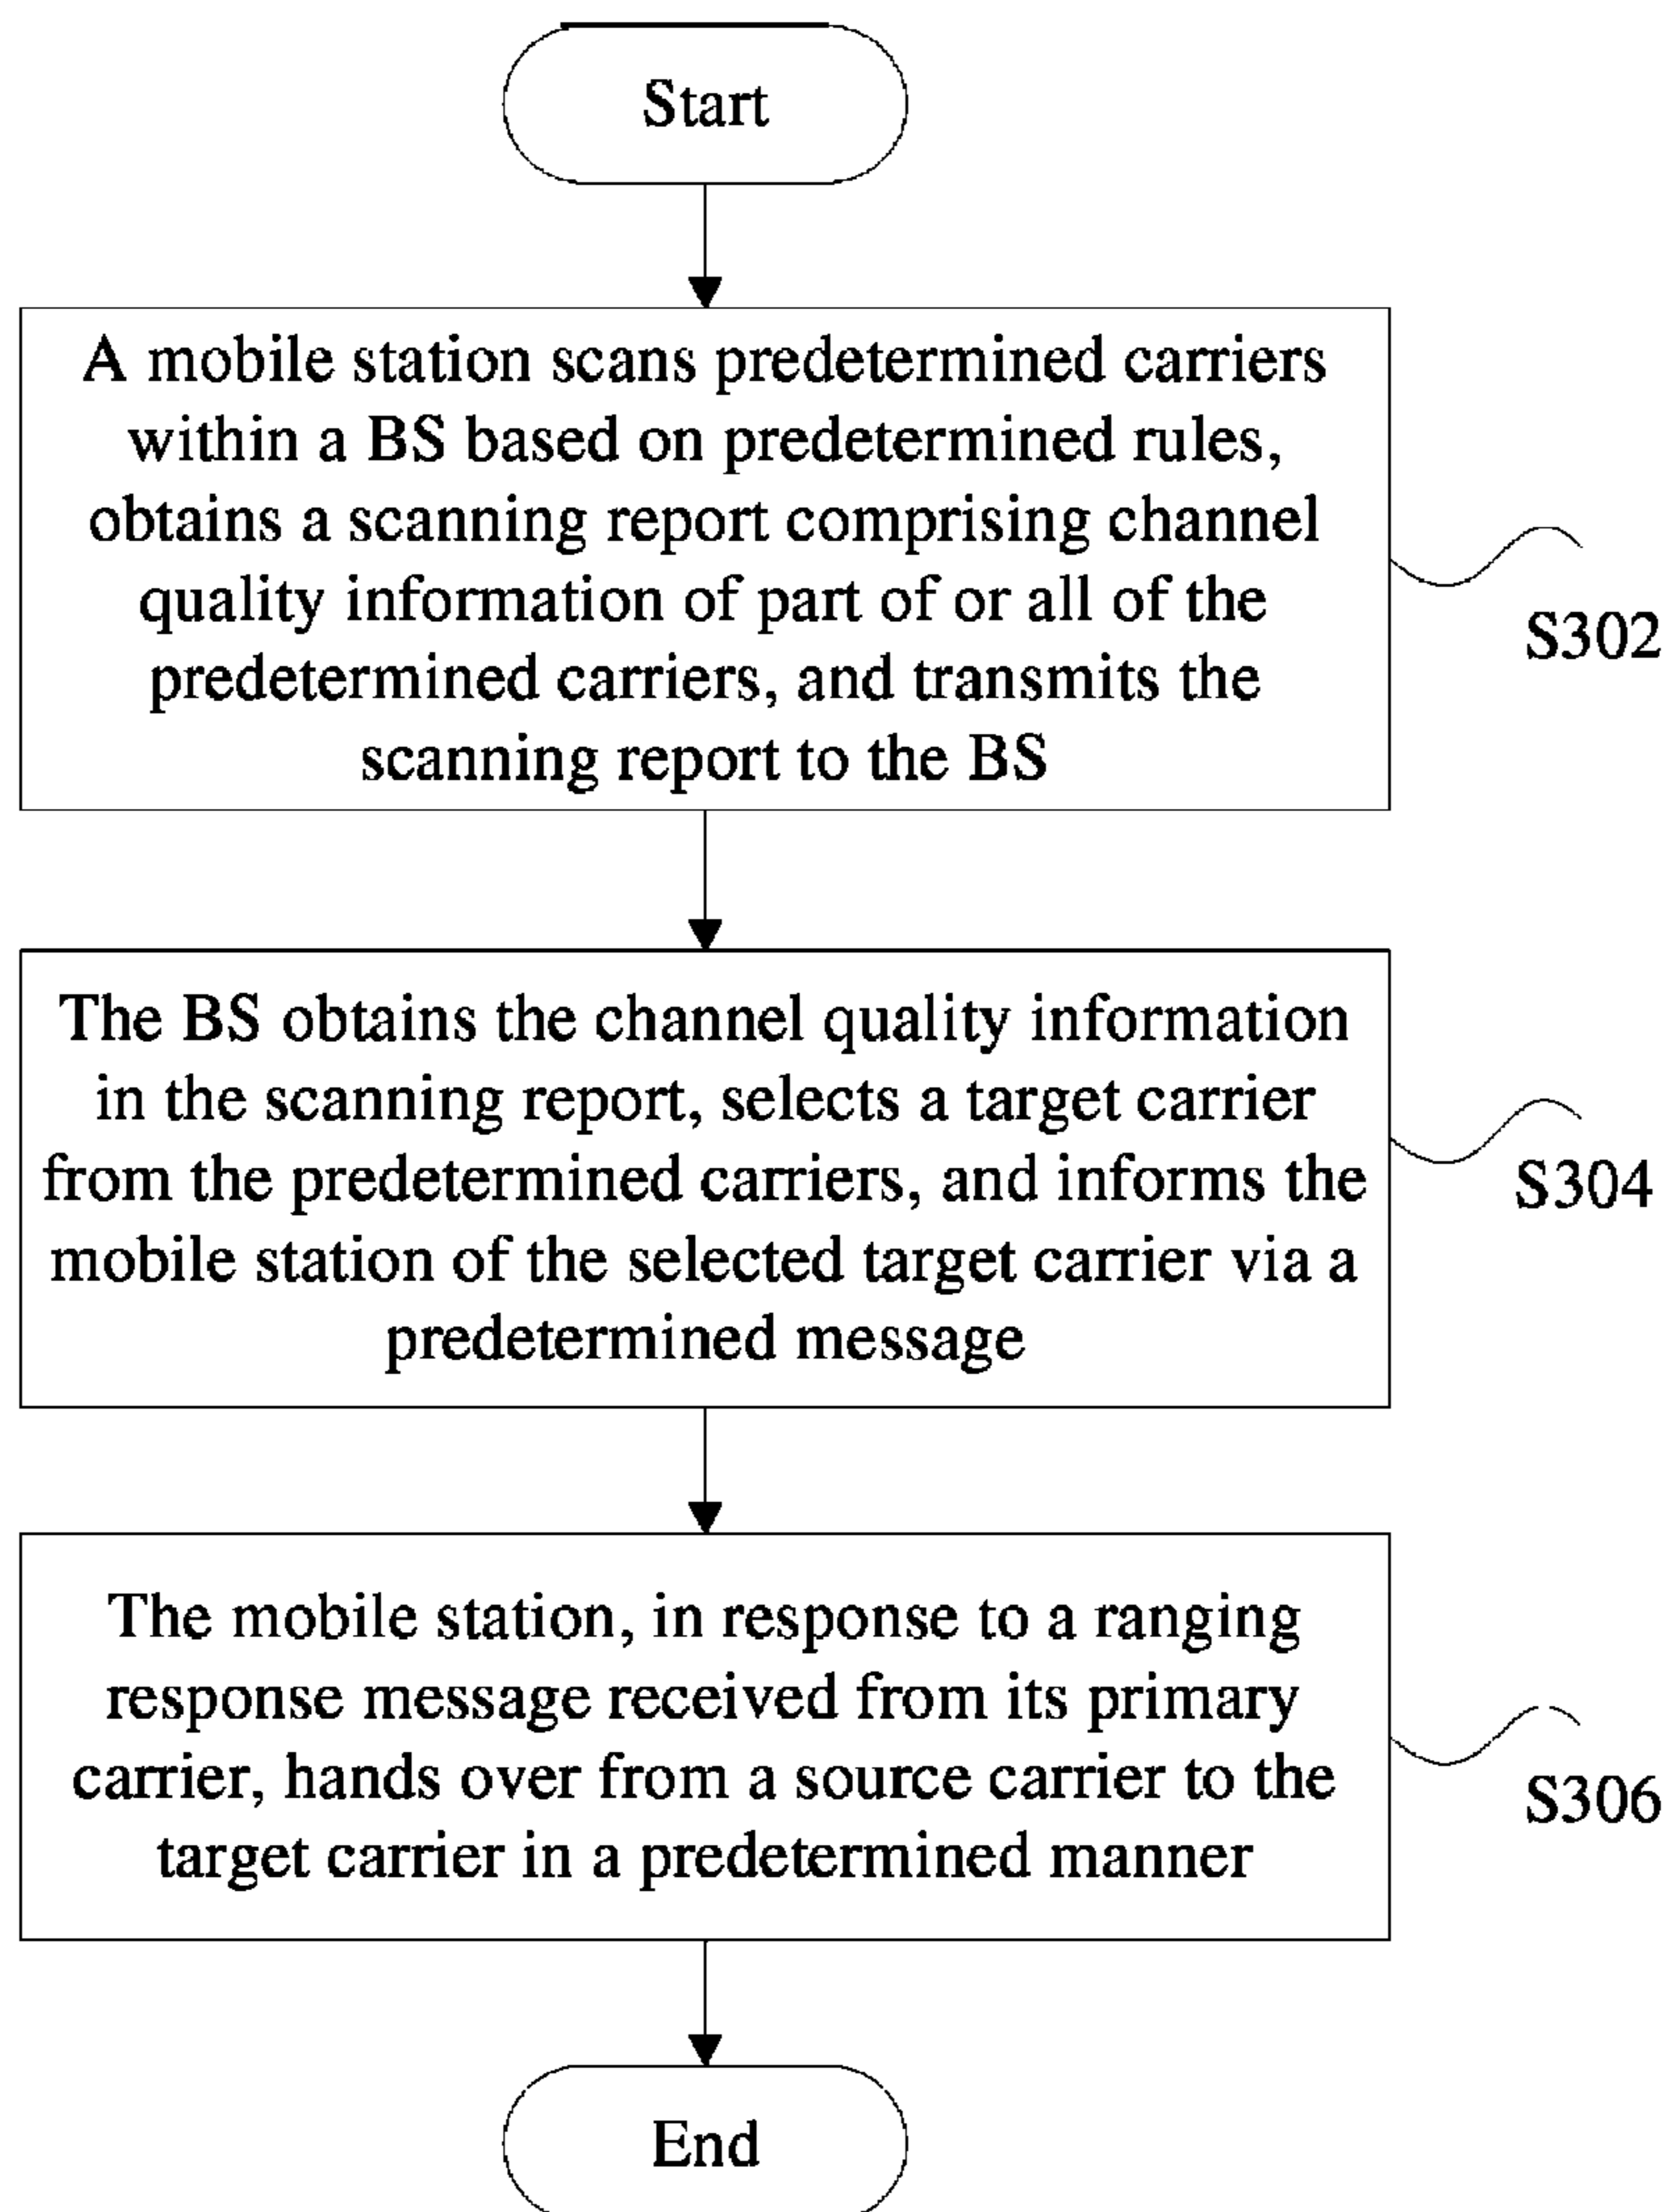 Start
A mobile station scans predetermined carriers
within a BS based on predetermined rules,
obtains a scanning report comprising channel
quality information of part of or all of the
predetermined carriers, and transmits the
scanning report to the BS
S302
The BS obtains the channel quality information
in the scanning report, selects a target carrier
from the predetermined carriers, and informs the
mobile station of the selected target carrier via a
predetermined message
S304
The mobile station, in response to a ranging
response message received from its primary
carrier, hands over from a source carrier to the
target carrier in a predetermined manner
S306
End